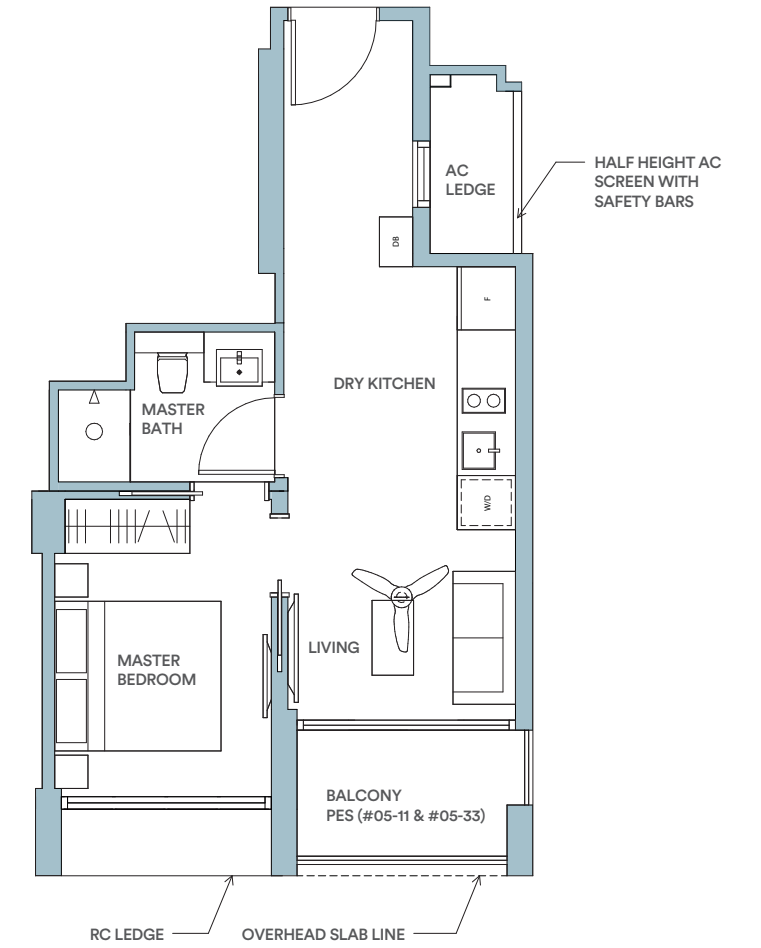 AC
LEDGE
HALF HEIGHT AC
SCREEN WITH
SAFETY BARS
DB
F
DRY KITCHEN
MASTER
BATH
W/D
LIVING
MASTER
BEDROOM
BALCONY
PES (#05-11 & #05-33)
RC LEDGE
OVERHEAD SLAB LINE